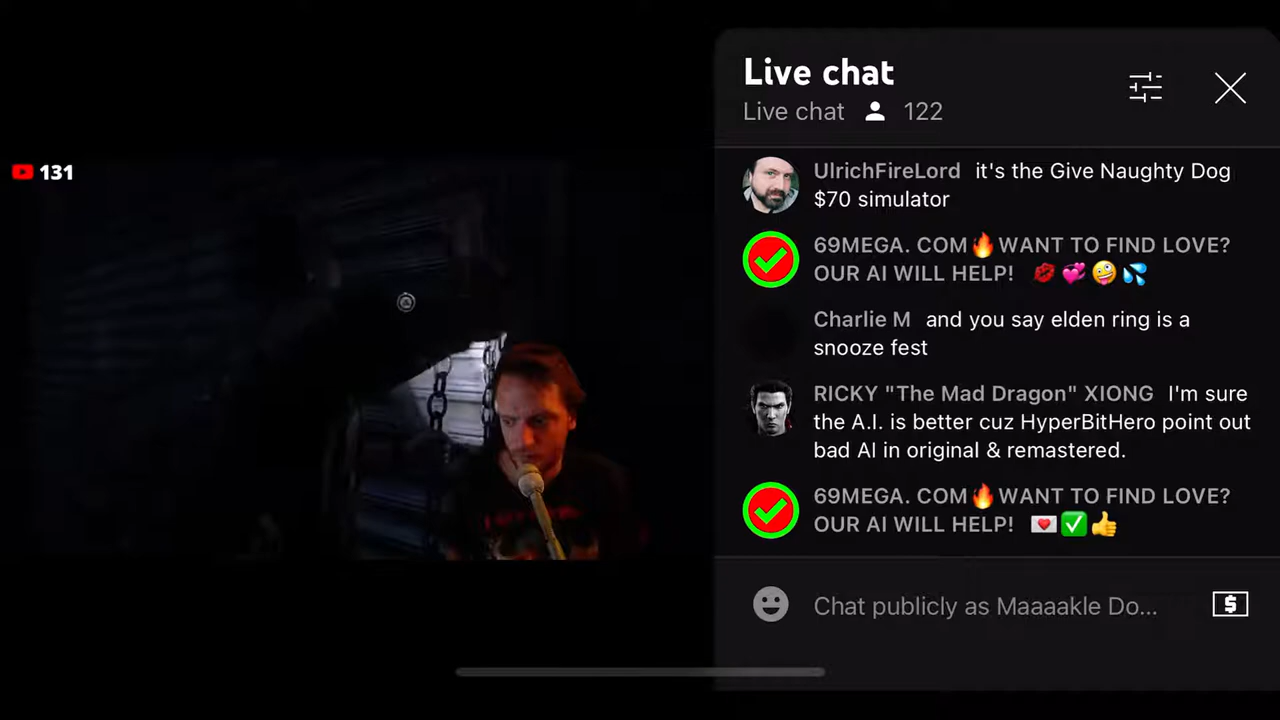 Live chat
Live chat 122
131
UlrichFireLord it's the Give Naughty Dog
$70 simulator
69MEGA. COM🔥WANT TO FIND LOVE?
OUR AI WILL HELP! 💋💞🤪💦
Charlie M and you say elden ring is a
snooze fest
RICKY "The Mad Dragon" XIONG I'm sure
the A.I. is better cuz HyperBitHero point out
bad AI in original & remastered.
69MEGA. COM🔥WANT TO FIND LOVE?
OUR AI WILL HELP! 💌✅👍
Chat publicly as Maaaakle Do...
$